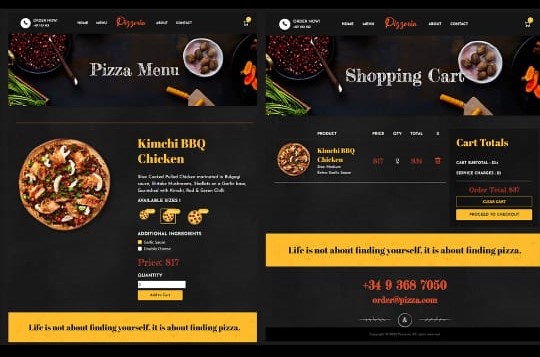 ORDER NOW!
HOME
MENU
Pizzeria
ABOUT
CONTACT
Pizza Menu
Kimchi BBQ
Chicken
Slow Cooked Pulled Chicken marinated in Bulgogi
sauce, Shiitake Mushrooms, Shallots on a Garlic base,
Garnished with Kimchi, Red & Green Chilli
AVAILABLE SIZES !
ADDITIONAL INGREDIENTS
Garlic Sauce
Double Cheese
Price: $17
QUANTITY
Add to Cart
Life is not about finding yourself, it is about finding pizza.
ORDER NOW!
HOME
MENU
Pizzeria
ABOUT
CONTACT
Shopping Cart
PRODUCT
PRICE
QTY
TOTAL
Kimchi BBQ
Chicken
Size: Medium
Extra: Garlic Sauce
$17
2
$34
Cart Totals
CART SUBTOTAL : $34
SERVICE CHARGES : $3
Order Total $37
CLEAR CART
PROCEED TO CHECKOUT
Life is not about finding yourself, it is about finding pizza.
+34 9 368 7050
order@pizza.com